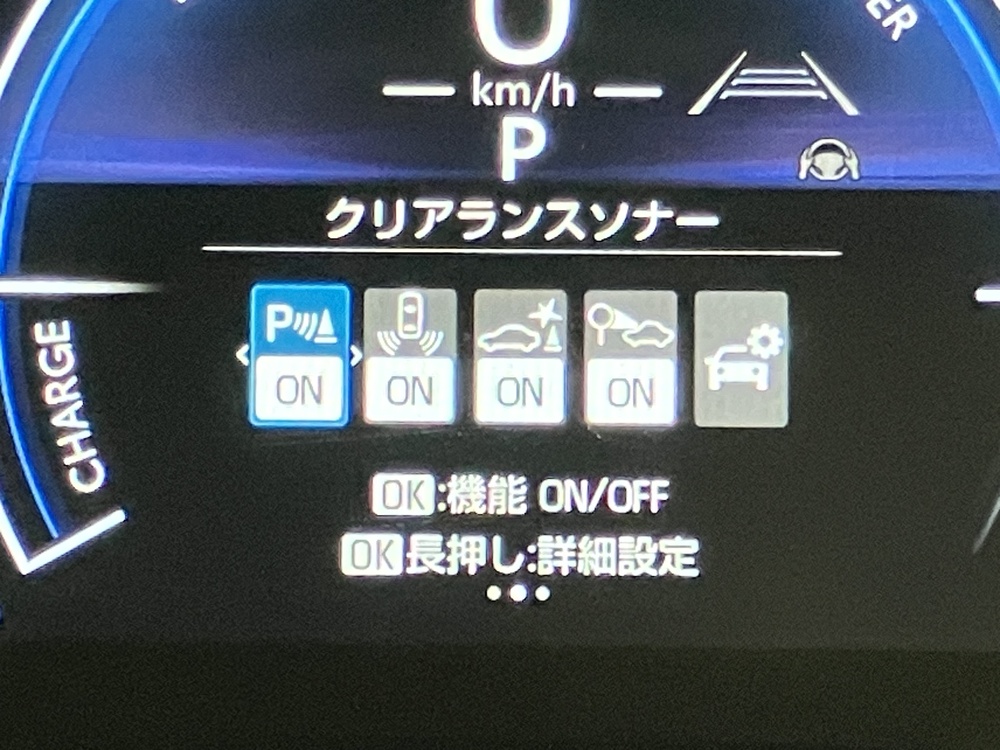 0
km/h
P
クリアランスソナー
P
ON ON ON ON
CHARGE
OK:機能 ON/OFF
OK長押し:詳細設定